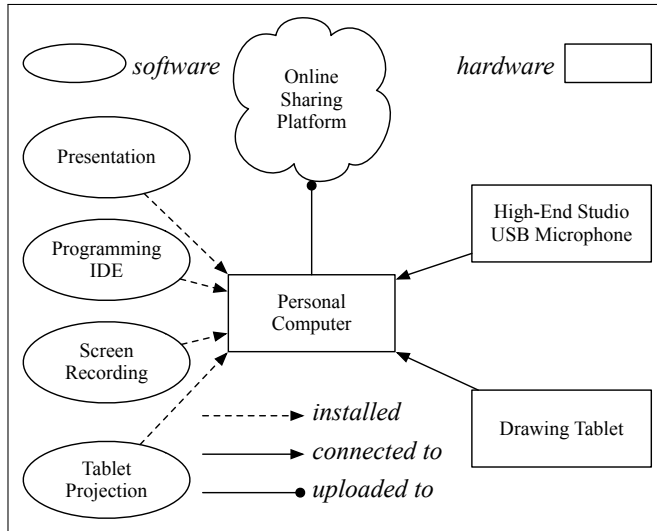 software
Online
Sharing
Platform
hardware
Presentation
Programming
IDE
Screen
Recording
Tablet
Projection
Personal
Computer
High-End Studio
USB Microphone
Drawing Tablet
installed
connected to
uploaded to